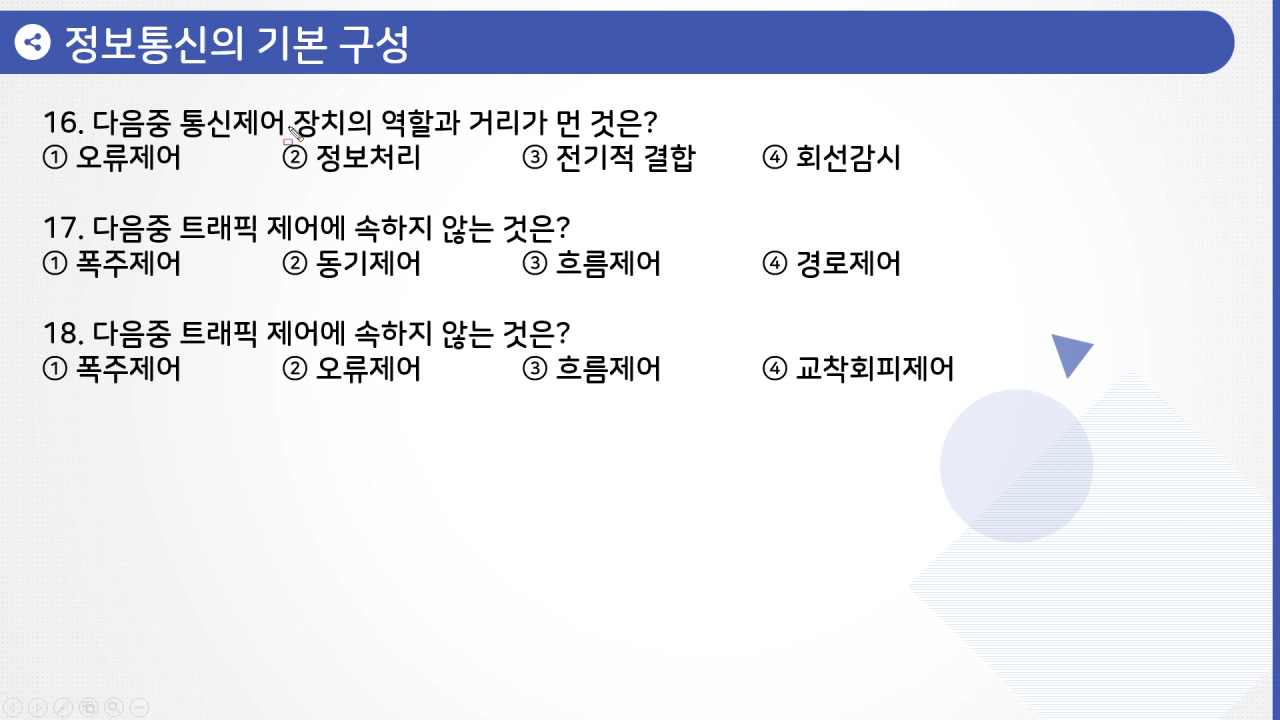 정보통신의 기본 구성
16. 다음중 통신제어 장치의 역할과 거리가 먼 것은?
① 오류제어 ② 정보처리 ③ 전기적 결합 ④ 회선감시
17. 다음중 트래픽 제어에 속하지 않는 것은?
① 폭주제어 ② 동기제어 ③ 흐름제어 ④ 경로제어
18. 다음중 트래픽 제어에 속하지 않는 것은?
① 폭주제어 ② 오류제어 ③ 흐름제어 ④ 교착회피제어